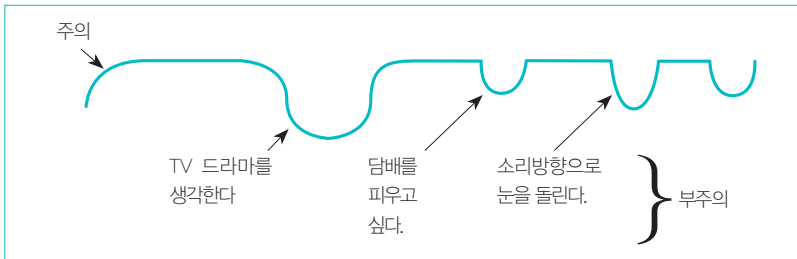 주의
TV 드라마를
생각한다
담배를
피우고
싶다.
소리방향으로
눈을 돌린다.
부주의